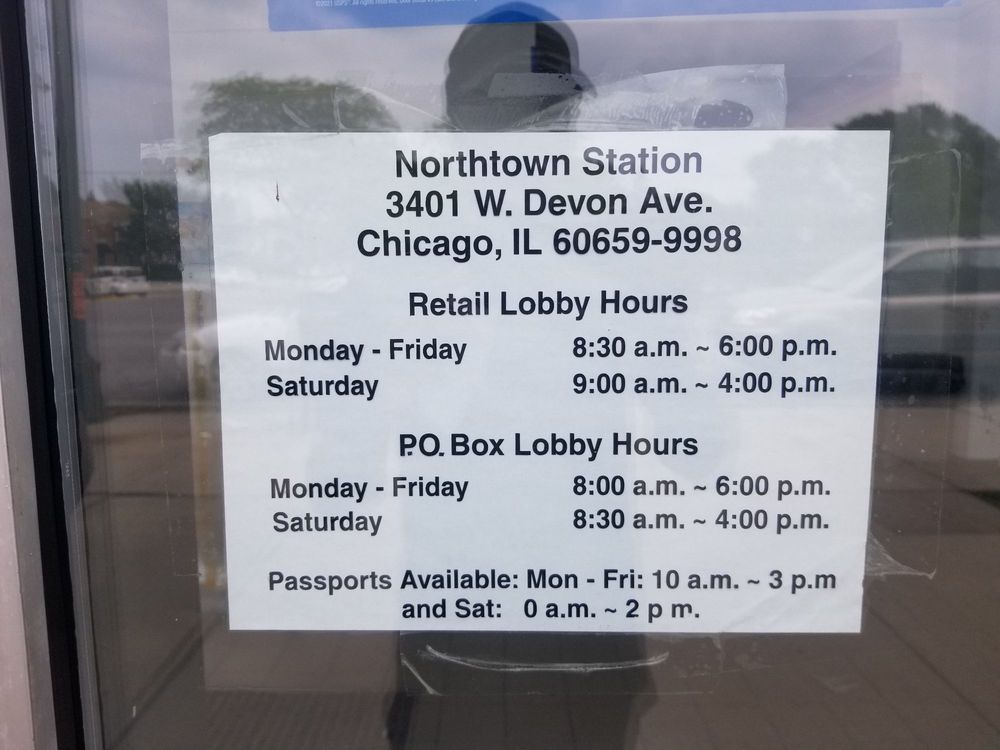 Northtown Station
3401 W. Devon Ave.
Chicago, IL 60659-9998
Retail Lobby Hours
Monday - Friday 8:30 a.m. ~ 6:00 p.m.
Saturday 9:00 a.m. ~ 4:00 p.m.
P.O. Box Lobby Hours
Monday - Friday 8:00 a.m. ~ 6:00 p.m.
Saturday 8:30 a.m. ~ 4:00 p.m.
Passports Available: Mon - Fri: 10 a.m. ~ 3 p.m
and Sat: 0 a.m. ~ 2 p m.